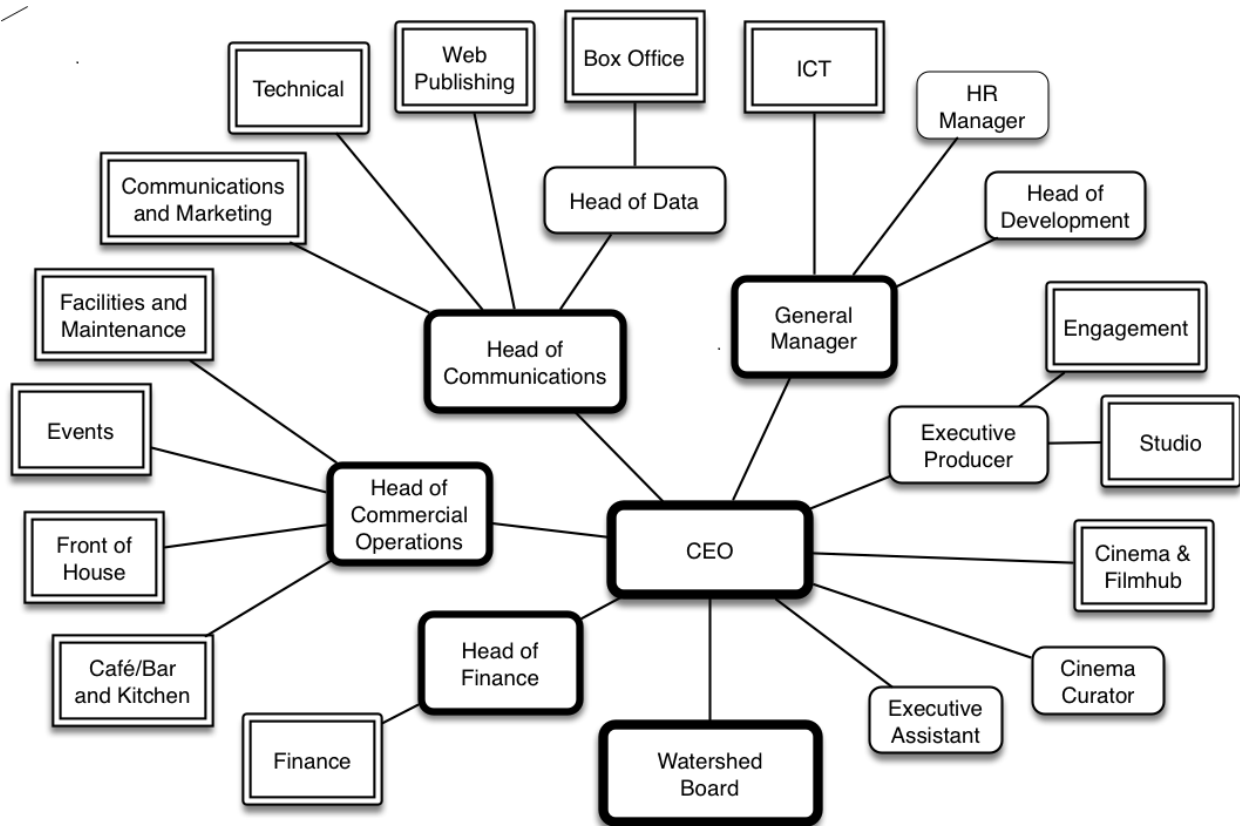 Technical
Web
Publishing
Box Office
ICT
HR
Manager
Communications
and Marketing
Head of Data
Head of
Development
Facilities and
Maintenance
Head of
Communications
General
Manager
Engagement
Events
Executive
Producer
Studio
Head of
Commercial
Operations
Front of
House
CEO
Cinema &
Filmhub
Café/Bar
and Kitchen
Head of
Finance
Cinema
Curator
Executive
Assistant
Finance
Watershed
Board